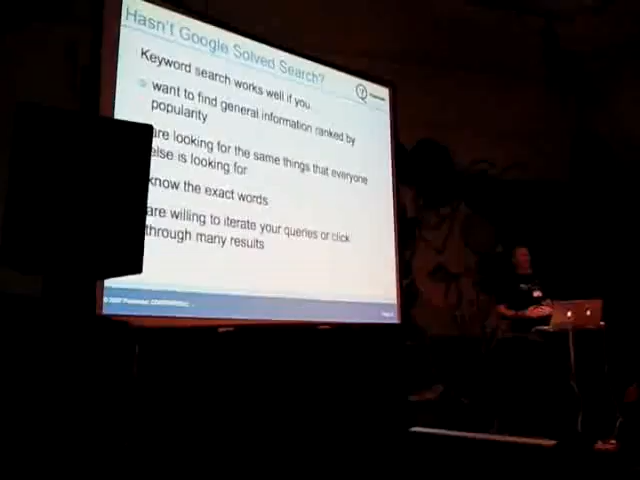 Hasn't Google Solved Search?
Keyword search works well if you
want to find general information ranked by
popularity
are looking for the same things that everyone
else is looking for
know the exact words
are willing to iterate your queries or click
through many results
© 2007